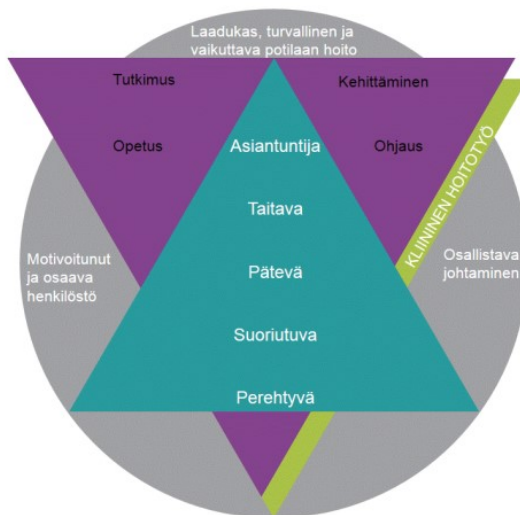 Laadukas, turvallinen ja
vaikuttava potilaan hoito
Tutkimus
Kehittäminen
Opetus
Asiantuntija
Ohjaus
Taitava
KLIININEN HOITOTYÖ
Motivoitunut
ja osaava
henkilöstö
Pätevä
Osallistava
johtaminen
Suoriutuva
Perehtyvä